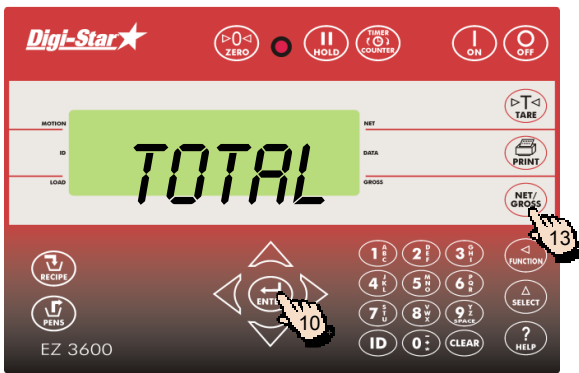 Digi-Star
ZERO
HOLD
TIMER
COUNTER
ON
OFF
T
TARE
PRINT
NET/
GROSS
13
MOTION
ID
LOAD
NET
DATA
GROSS
TOTAL
RECIPE
PENS
EZ 3600
ENTER
10
1 A B C
2 D E F
3 G H I
4 J K L
5 M N O
6 P Q R
7 S T U
8 V W X
9 Y Z SPACE
ID
0
CLEAR
FUNCTION
SELECT
?
HELP